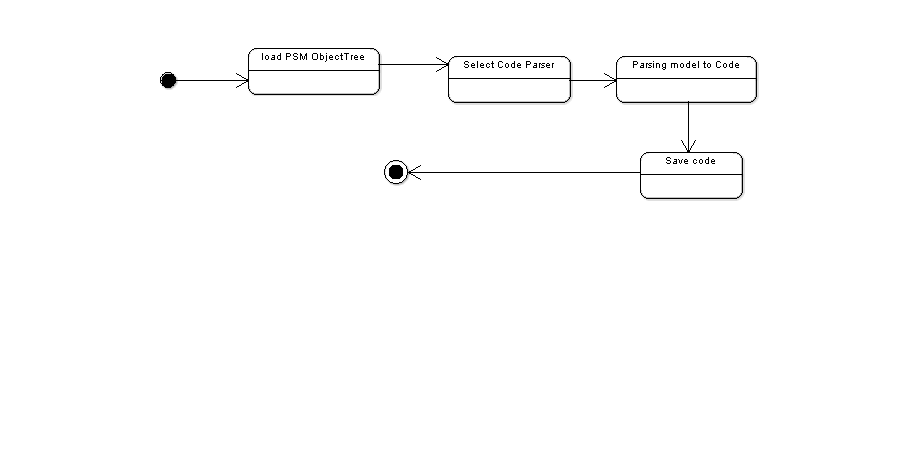 load PSM ObjectTree
Select Code Parser
Parsing model to Code
Save code